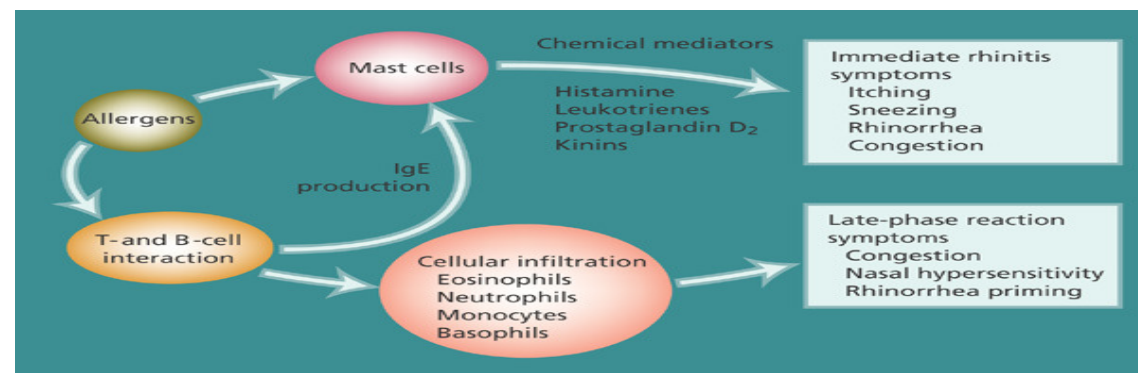 Allergens
Mast cells
Chemical mediators
Histamine
Leukotrienes
Prostaglandin D₂
Kinins
Immediate rhinitis
symptoms
Itching
Sneezing
Rhinorrhea
Congestion
IgE
production
T- and B-cell
interaction
Cellular infiltration
Eosinophils
Neutrophils
Monocytes
Basophils
Late-phase reaction
symptoms
Congestion
Nasal hypersensitivity
Rhinorrhea priming